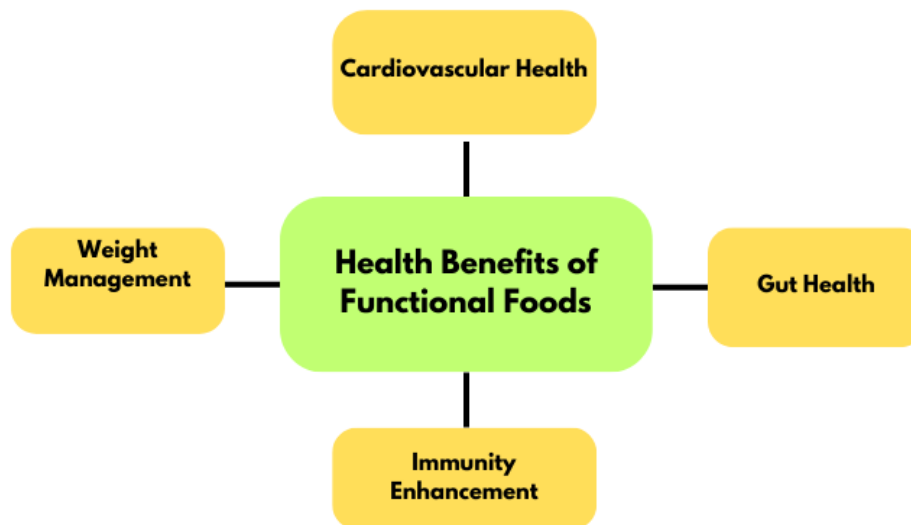 Cardiovascular Health
Weight
Management
Health Benefits of
Functional Foods
Gut Health
Immunity
Enhancement